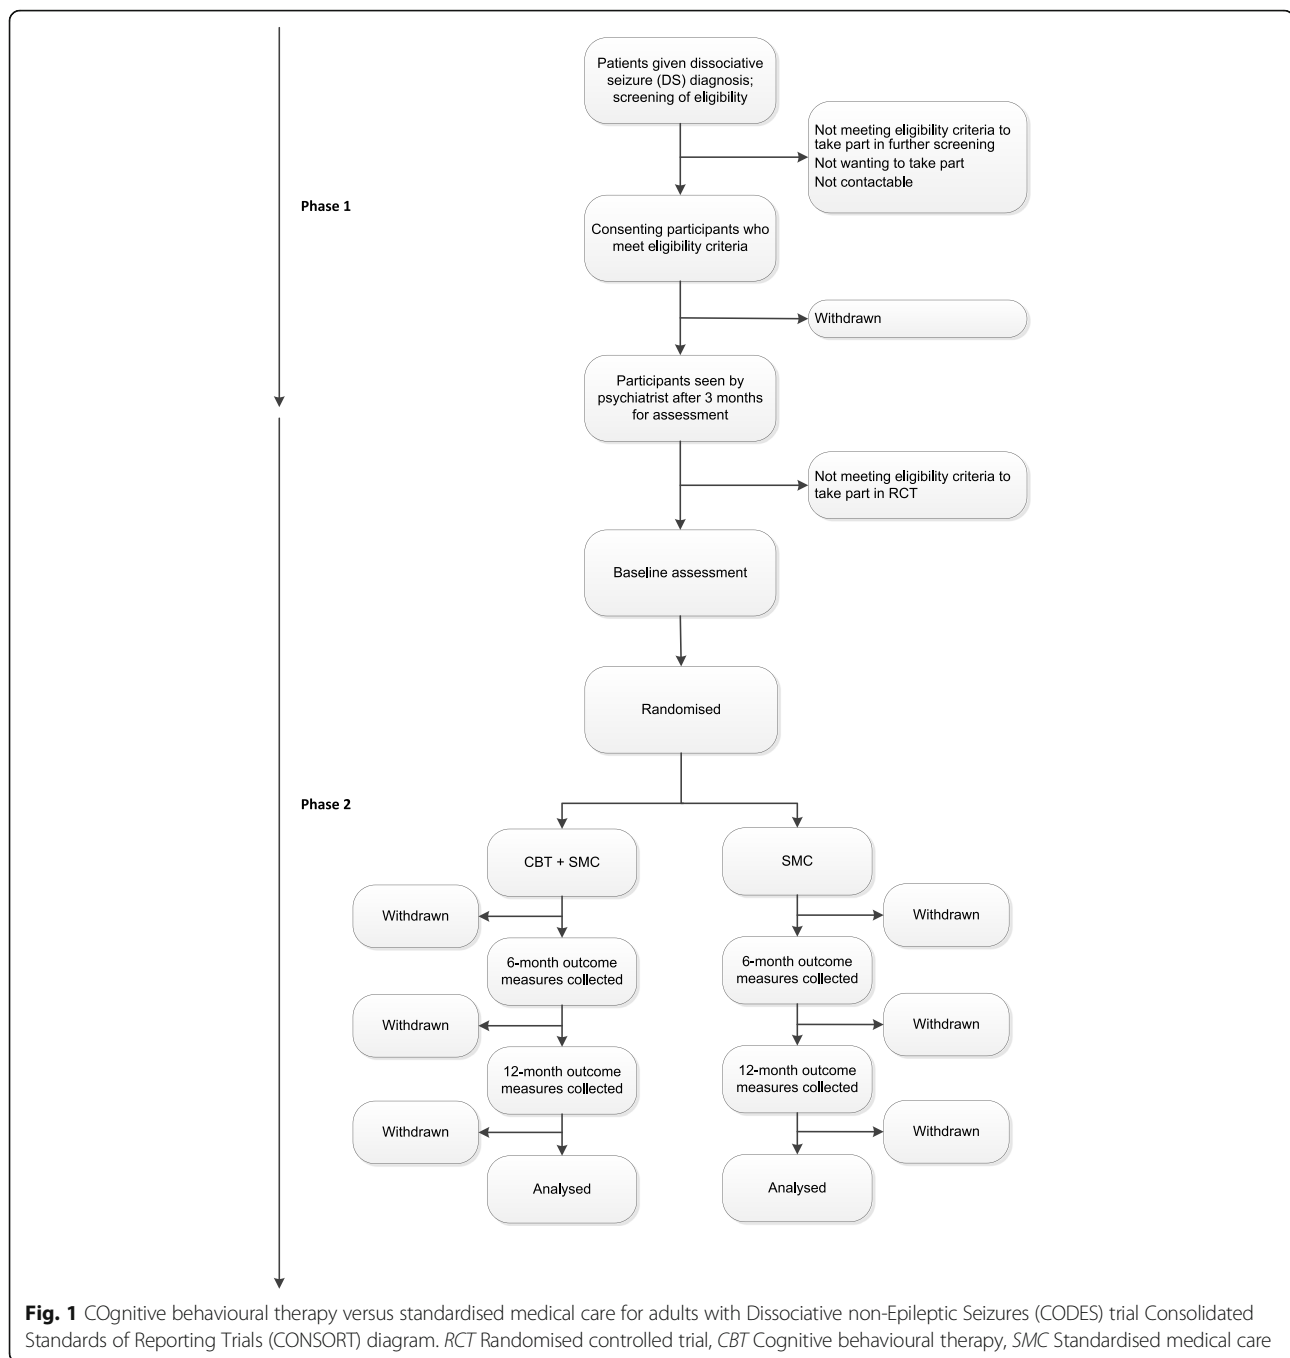 Patients given dissociative
seizure (DS) diagnosis;
screening of eligibility
Not meeting eligibility criteria to
take part in further screening
Not wanting to take part
Not contactable
Phase 1
Consenting participants who
meet eligibility criteria
Withdrawn
Participants seen by
psychiatrist after 3 months
for assessment
Not meeting eligibility criteria to
take part in RCT
Baseline assessment
Randomised
Phase 2
CBT + SMC
SMC
Withdrawn
Withdrawn
6-month outcome
measures collected
6-month outcome
measures collected
Withdrawn
Withdrawn
12-month outcome
measures collected
12-month outcome
measures collected
Withdrawn
Withdrawn
Analysed
Analysed
Fig. 1 COgnitive behavioural therapy versus standardised medical care for adults with Dissociative non-Epileptic Seizures (CODES) trial Consolidated
Standards of Reporting Trials (CONSORT) diagram. RCT Randomised controlled trial, CBT Cognitive behavioural therapy, SMC Standardised medical care